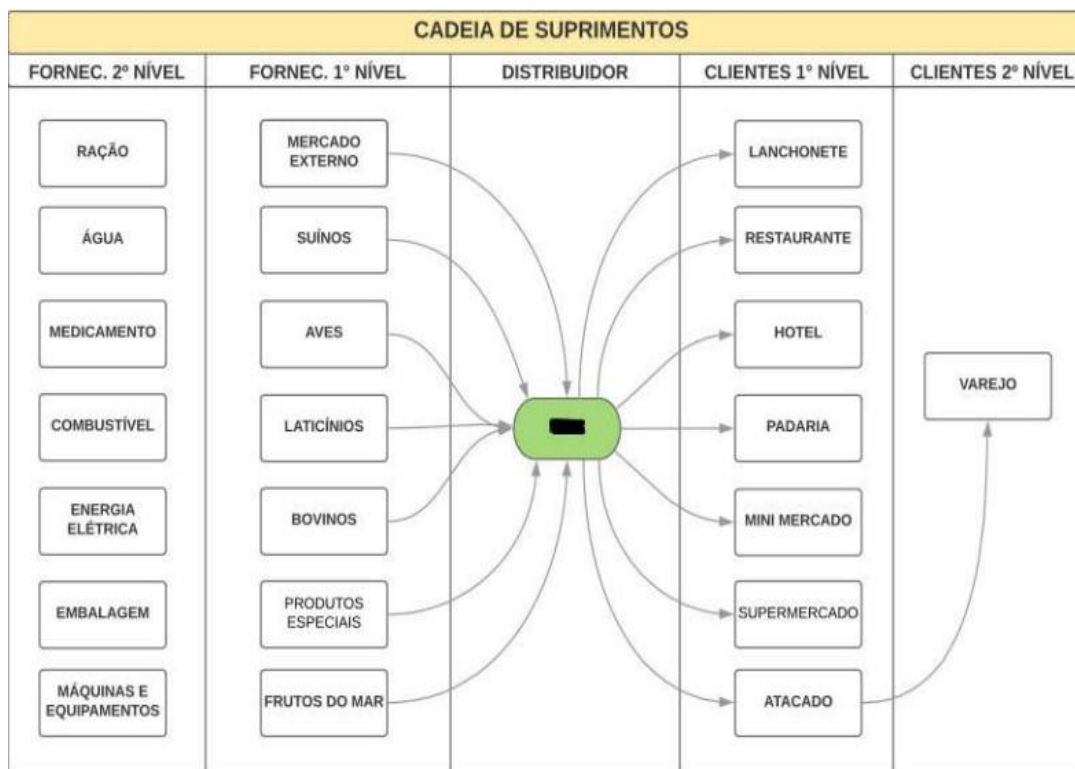 CADEIA DE SUPRIMENTOS
FORNEC. 2º NÍVEL
FORNEC. 1º NÍVEL
DISTRIBUIDOR
CLIENTES 1º NÍVEL
CLIENTES 2º NÍVEL
RAÇÃO
ÁGUA
MEDICAMENTO
COMBUSTÍVEL
ENERGIA
ELÉTRICA
EMBALAGEM
MÁQUINAS E
EQUIPAMENTOS
MERCADO
EXTERNO
SUÍNOS
AVES
LATICÍNIOS
BOVINOS
PRODUTOS
ESPECIAIS
FRUTOS DO MAR
LANCHONETE
RESTAURANTE
HOTEL
PADARIA
MINI MERCADO
SUPERMERCADO
ATACADO
VAREJO